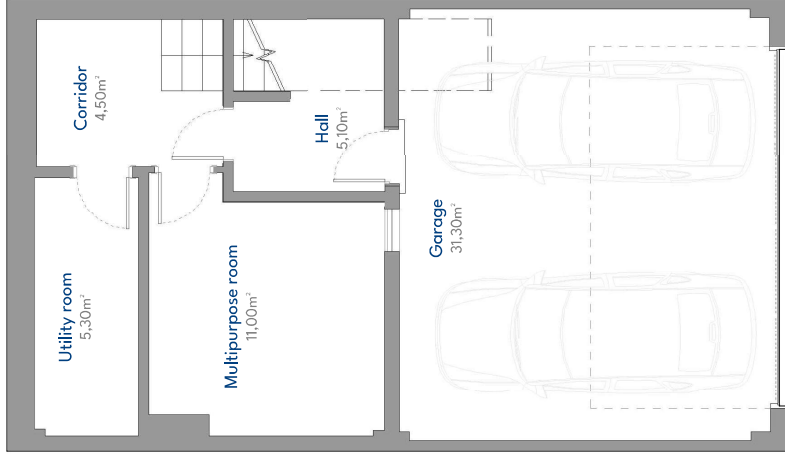 Corridor
4,50m²
Hall
5,10m²
Garage
31,30m²
Utility room
5,30m²
Multipurpose room
11,00m²